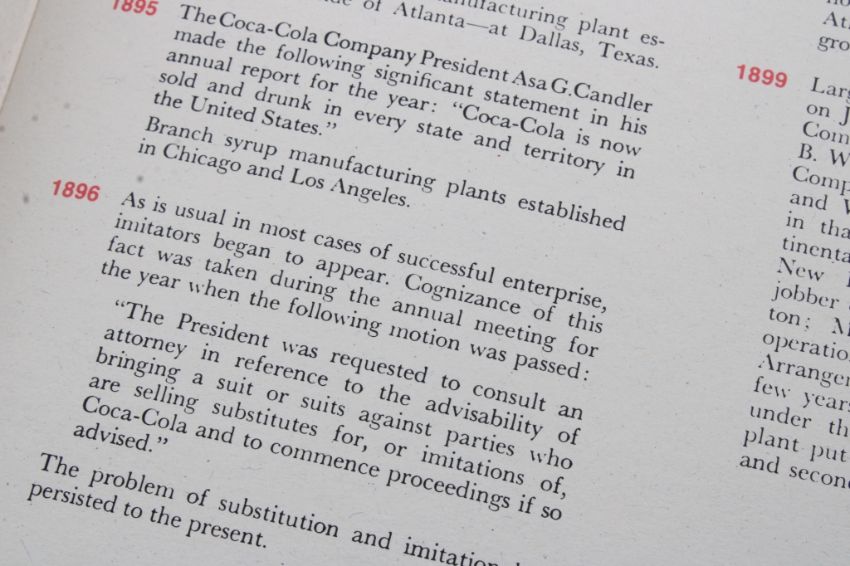 of Atlanta—at Dallas, Texas.
manufacturing plant es-
1895
The Coca-Cola Company President Asa G. Candler
made the following significant statement in his
annual report for the year: “Coca-Cola is now
sold and drunk in every state and territory in
the United States.”
Branch syrup manufacturing plants established
in Chicago and Los Angeles.
1896
As is usual in most cases of successful enterprise,
imitators began to appear. Cognizance of this
fact was taken during the annual meeting for
the year when the following motion was passed:
“The President was requested to consult an
attorney in reference to the advisability of
bringing a suit or suits against parties who
are selling substitutes for, or imitations of,
Coca-Cola and to commence proceedings if so
advised.”
The problem of substitution and imitation
persisted to the present.
1899
on J
B. W
and
in tha
New
jobber
ton; M
operatio
few years
under th
plant put
and secon